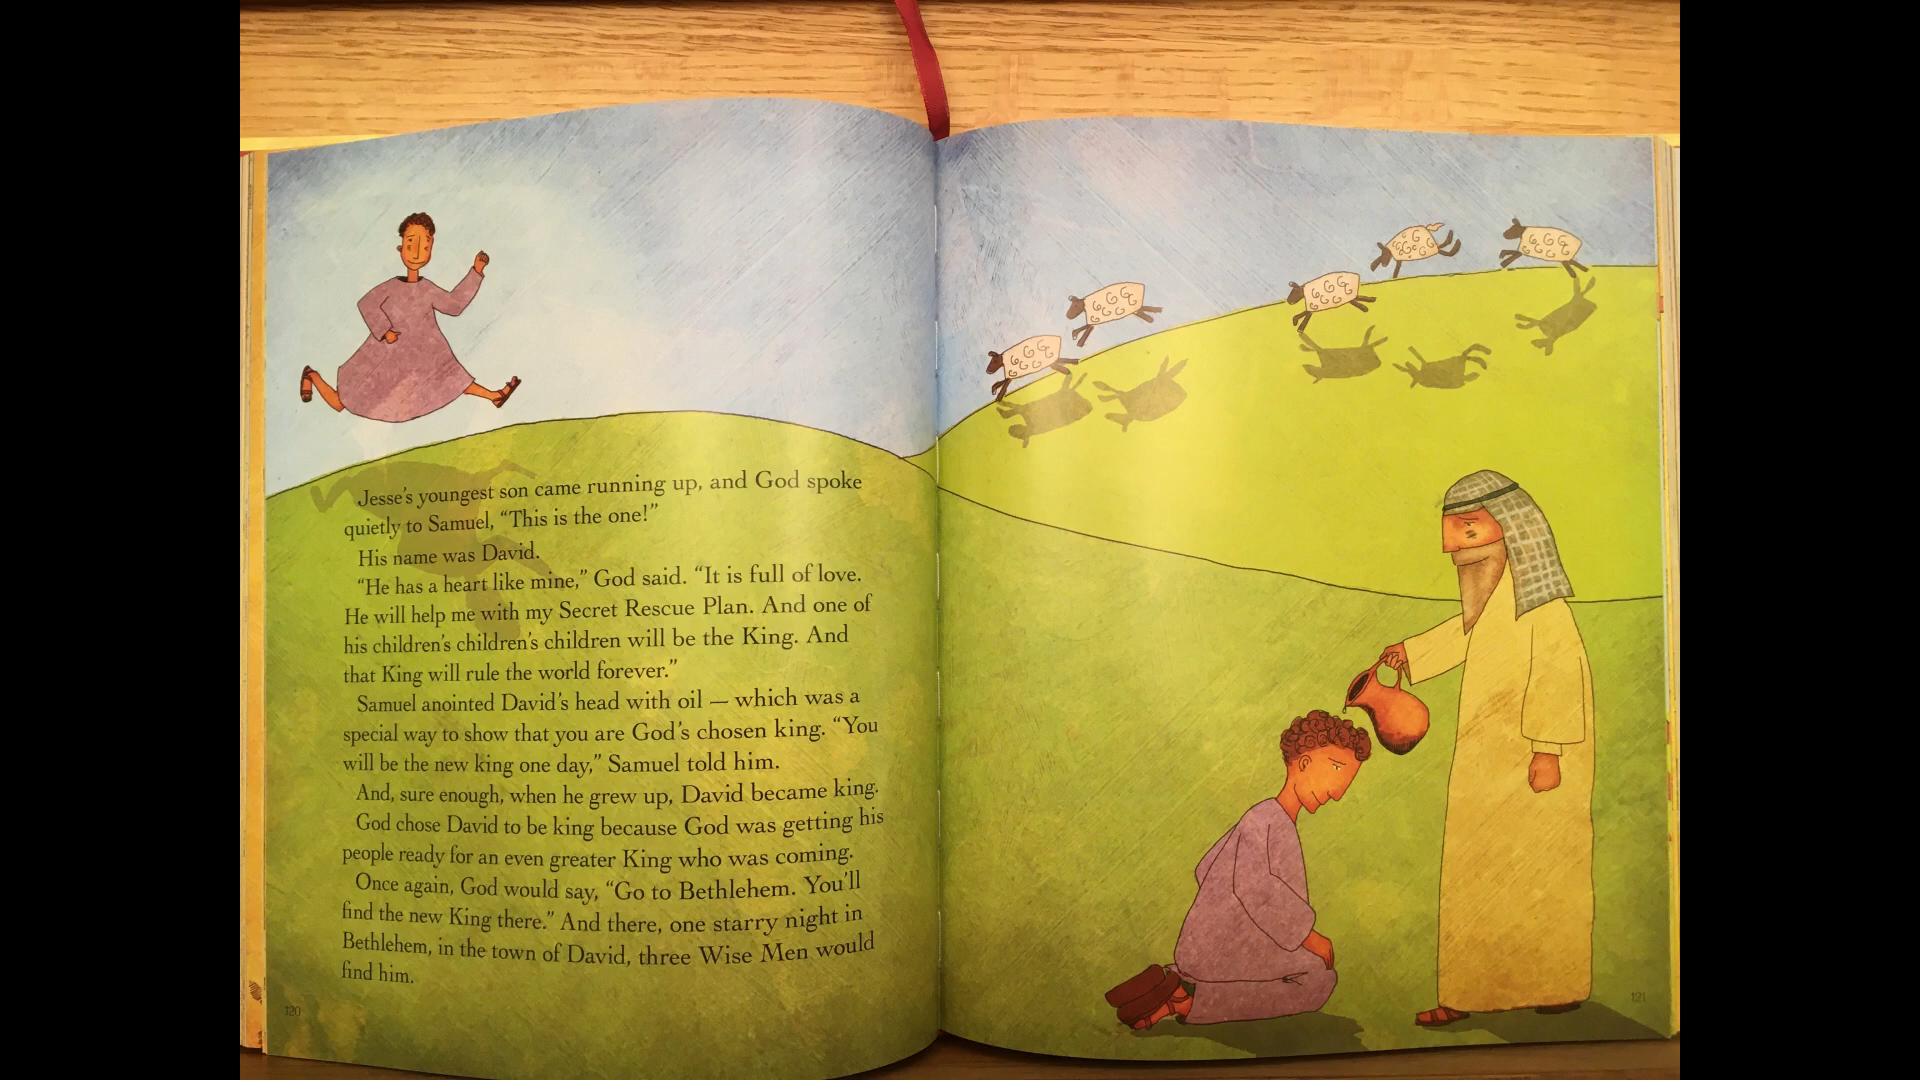 Jesse's youngest son came running up, and God spoke
quietly to Samuel, “This is the one!”
His name was David.
“He has a heart like mine,” God said. “It is full of love.
He will help me with my Secret Rescue Plan. And one of
his children's children's children will be the King. And
that King will rule the world forever.”
Samuel anointed David's head with oil — which was a
special way to show that you are God's chosen king. “You
will be the new king one day,” Samuel told him.
And, sure enough, when he grew up, David became king.
God chose David to be king because God was getting his
people ready for an even greater King who was coming.
Once again, God would say, “Go to Bethlehem. You'll
find the new King there.” And there, one starry night in
Bethlehem, in the town of David, three Wise Men would
find him.
120
121